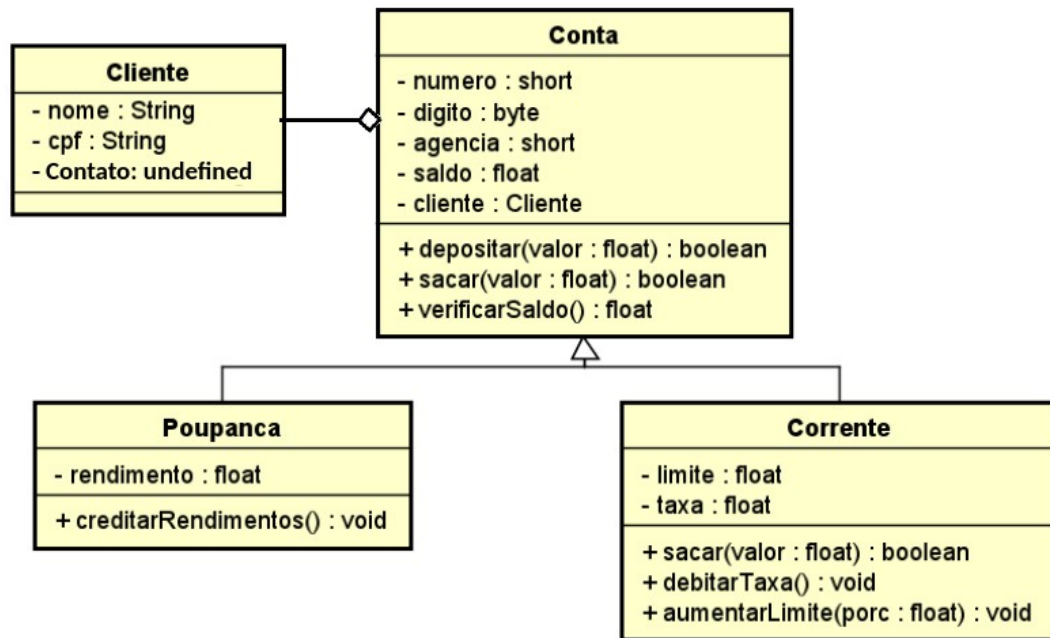 Cliente
- nome : String
- cpf : String
- Contato: undefined
Conta
- numero : short
- digito : byte
- agencia : short
- saldo : float
- cliente : Cliente
+ depositar(valor : float) : boolean
+ sacar(valor : float) : boolean
+ verificarSaldo() : float
Poupanca
- rendimento : float
+ creditarRendimentos() : void
Corrente
- limite : float
- taxa : float
+ sacar(valor : float) : boolean
+ debitarTaxa() : void
+ aumentarLimite(porc : float) : void